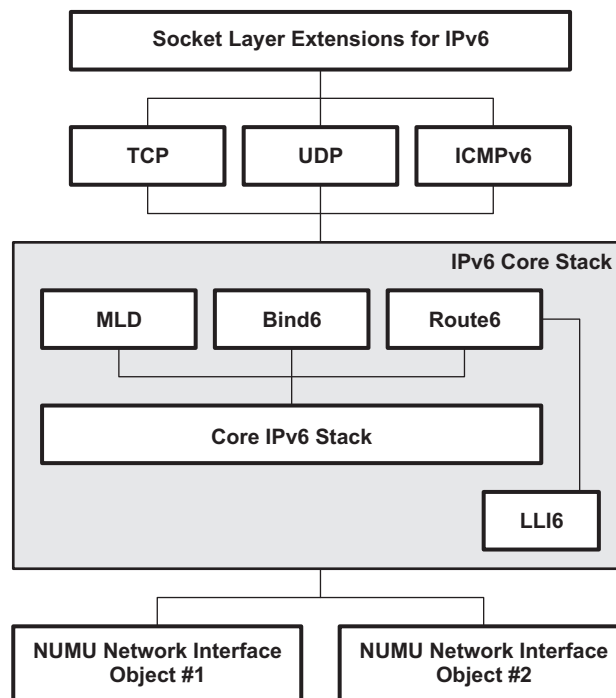 Socket Layer Extensions for IPv6
TCP
UDP
ICMPv6
IPv6 Core Stack
MLD
Bind6
Route6
Core IPv6 Stack
LLI6
NUMU Network Interface
Object #1
NUMU Network Interface
Object #2